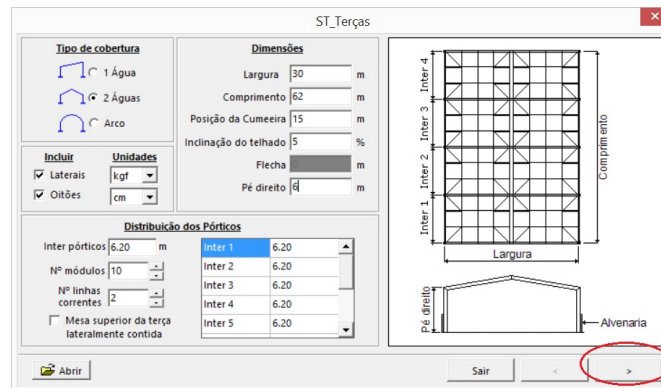 ST_Terças
Tipo de cobertura
1 Água
2 Águas
Arco
Incluir Unidades
Laterais kgf
Oitões cm
Dimensões
Largura 30 m
Comprimento 62 m
Posição da Cumeeira 15 m
Inclinação do telhado 5 %
Flecha m
Pé direito 6 m
Distribuição dos Pórticos
Inter pórticos 6.20 m
Nº módulos 10
Nº linhas
correntes 2
Mesa superior da terça
lateralmente contida
Inter 1 6.20
Inter 2 6.20
Inter 3 6.20
Inter 4 6.20
Inter 5 6.20
Inter 4
Inter 3
Inter 2
Inter 1
Comprimento
Largura
Pé direito
Alvenaria
Abrir
Sair
<
>